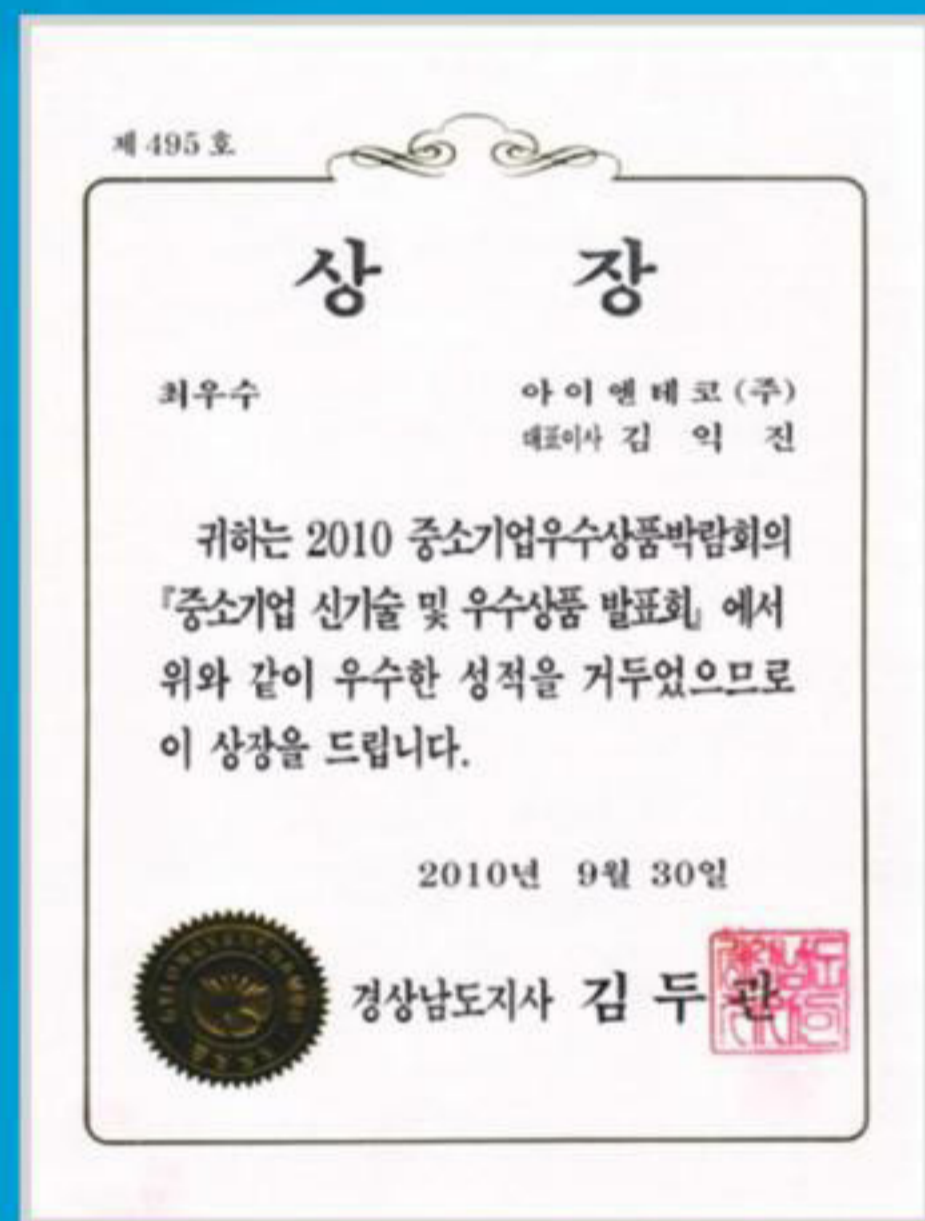 제 495 호
상 장
최우수 아이앤테코(주)
대표이사 김 익 진
귀하는 2010 중소기업우수상품박람회의
『중소기업 신기술 및 우수상품 발표회』에서
위와 같이 우수한 성적을 거두었으므로
이 상장을 드립니다.
2010년 9월 30일
경상남도지사 김두관